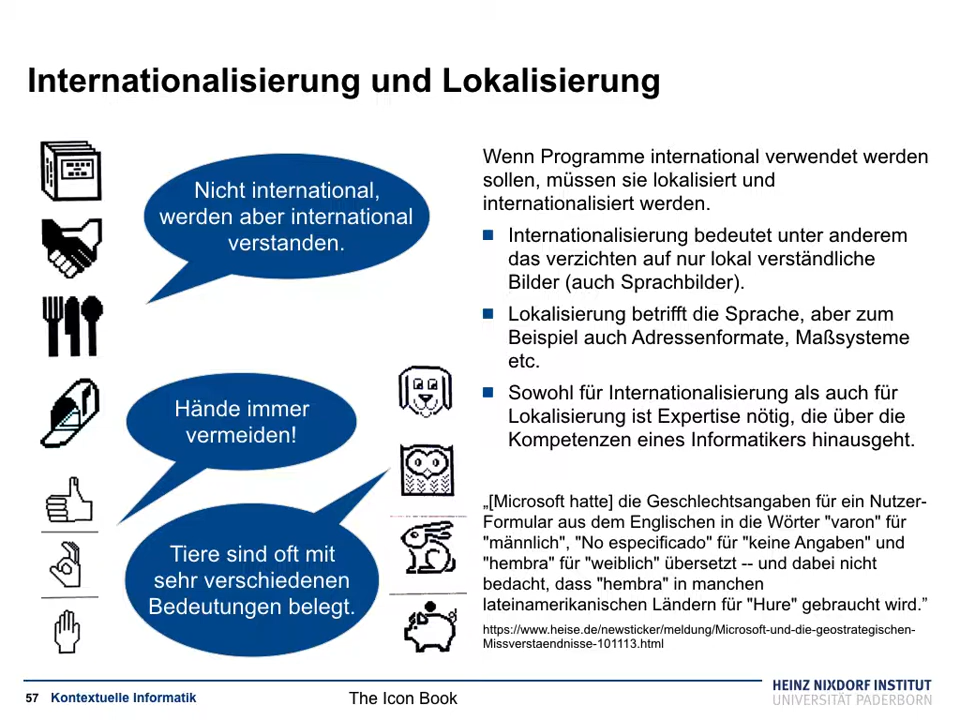 Internationalisierung und Lokalisierung
Nicht international,
werden aber international
verstanden.
Hände immer
vermeiden!
Tiere sind oft mit
sehr verschiedenen
Bedeutungen belegt.
Wenn Programme international verwendet werden
sollen, müssen sie lokalisiert und
internationalisiert werden.
Internationalisierung bedeutet unter anderem
das verzichten auf nur lokal verständliche
Bilder (auch Sprachbilder).
Lokalisierung betrifft die Sprache, aber zum
Beispiel auch Adressenformate, Maßsysteme
etc.
Sowohl für Internationalisierung als auch für
Lokalisierung ist Expertise nötig, die über die
Kompetenzen eines Informatikers hinausgeht.
„[Microsoft hatte] die Geschlechtsangaben für ein Nutzer-
Formular aus dem Englischen in die Wörter "varon" für
"männlich", "No especificado" für "keine Angaben" und
"hembra" für "weiblich" übersetzt -- und dabei nicht
bedacht, dass "hembra" in manchen
lateinamerikanischen Ländern für "Hure" gebraucht wird.”
https://www.heise.de/newsticker/meldung/Microsoft-und-die-geostrategischen-
Missverstaendnisse-101113.html
57 Kontextuelle Informatik
The Icon Book
HEINZ NIXDORF INSTITUT
UNIVERSITÄT PADERBORN